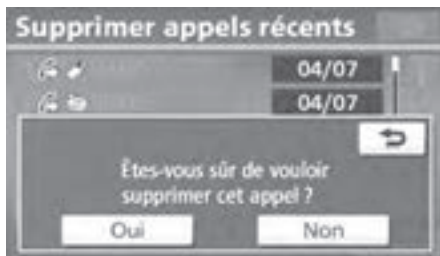 Supprimer appels récents
04/07
04/07
Êtes-vous sûr de vouloir
supprimer cet appel ?
Oui
Non